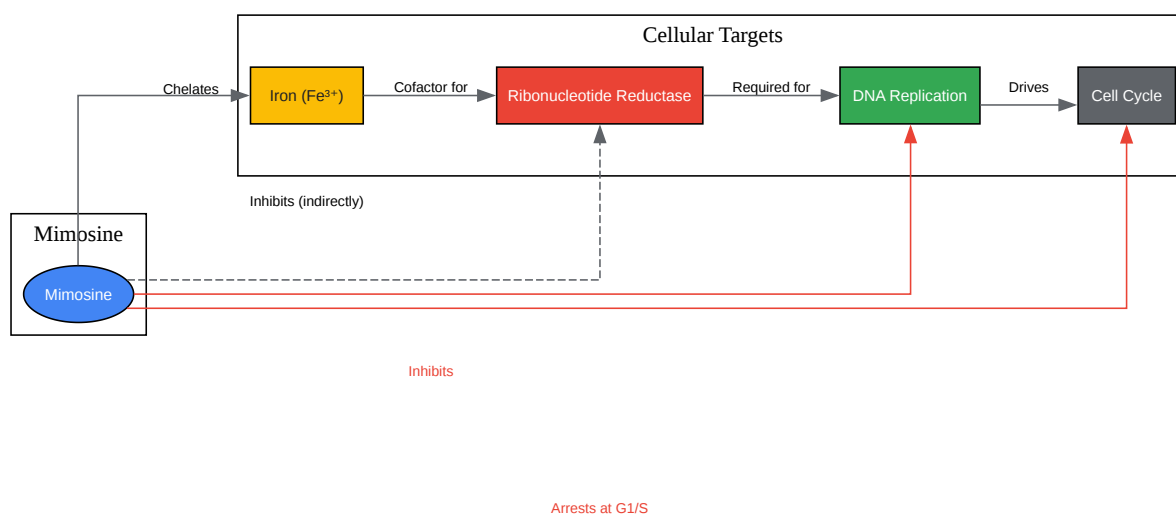 Cellular Targets
Chelates
Iron (Fe³⁺)
Cofactor for
Ribonucleotide Reductase
Required for
DNA Replication
Drives
Cell Cycle
Inhibits (indirectly)
Mimosine
Mimosine
Inhibits
Arrests at G1/S